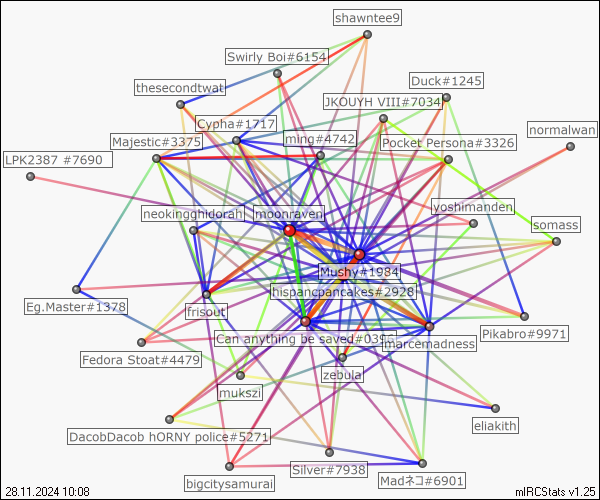 shawntee9
Swirly Boi#6154
Duck#1245
thesecondtwat
JKOUYH VIII#7034
Cypha#1717
normalwan
Majestic#3375
ming#4742
Pocket Persona#3326
LPK2387 #7690
neokingghidorah
moonraven
yoshimanden
somass
Mushy#1984
hispancpancakes#2928
Eg.Master#1378
frisout
Pikabro#9971
Can anything be saved#039
marcemadness
Fedora Stoat#4479
zebular
mukszi
eliakith
DacobDacob hORNY police#5271
Silver#7938
Madネコ#6901
bigcitysamurai
28.11.2024 10:08
mIRCStats v1.25